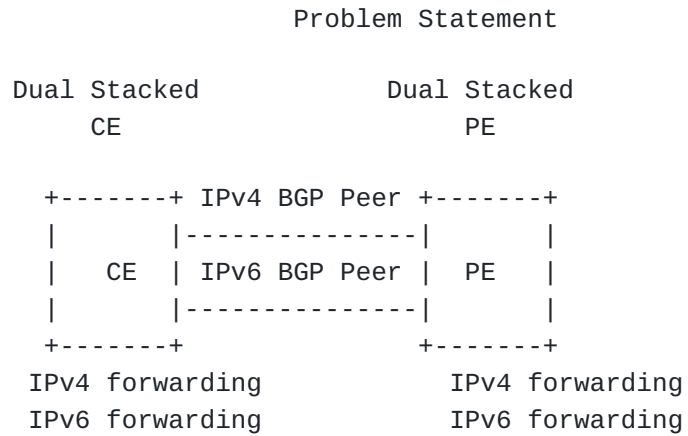 Problem Statement
Dual Stacked Dual Stacked
CE PE
+-------+ IPv4 BGP Peer +-------+
| |---------------| |
| CE | IPv6 BGP Peer | PE |
| |---------------| |
+-------+ +-------+
IPv4 forwarding IPv4 forwarding
IPv6 forwarding IPv6 forwarding